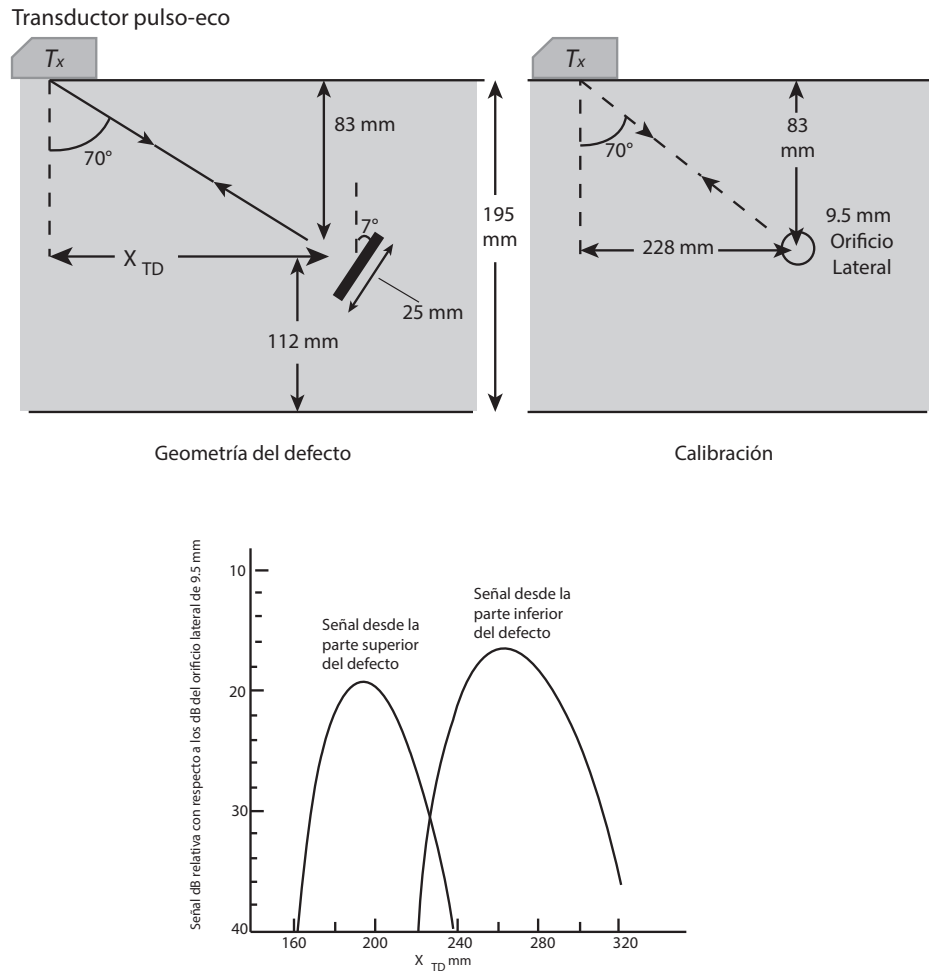 Transductor pulso-eco
Tx
70°
83 mm
7°
X TD
25 mm
112 mm
195
mm
Tx
70°
83
mm
228 mm
9.5 mm
Orificio
Lateral
Geometría del defecto
Calibración
Señal dB relativa con respecto a los dB del orificio lateral de 9.5 mm
10
20
30
40
Señal desde la
parte superior
del defecto
Señal desde la
parte inferior
del defecto
160
200
240
280
320
X TD mm